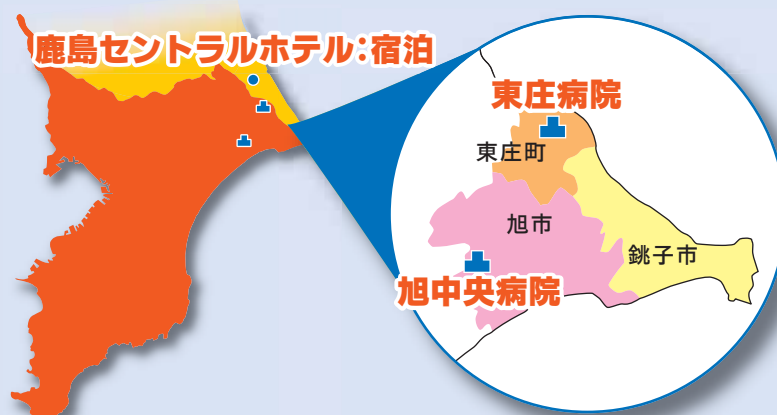 鹿島セントラルホテル:宿泊
東庄病院
東庄町
旭市
銚子市
旭中央病院